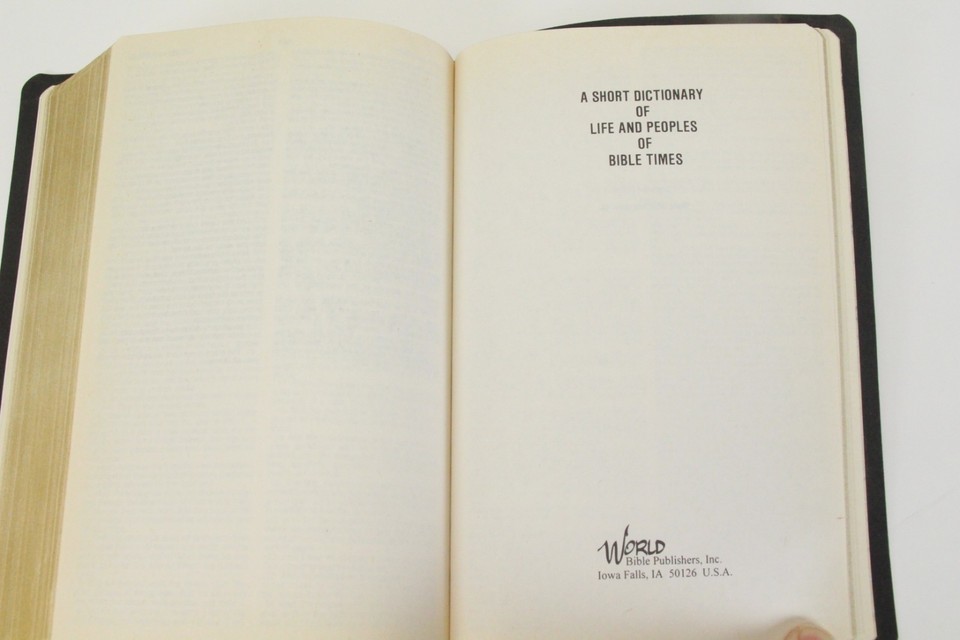 A SHORT DICTIONARY
OF
LIFE AND PEOPLES
OF
BIBLE TIMES
WORLD
Bible Publishers, Inc.
Iowa Falls, IA 50126 U.S.A.